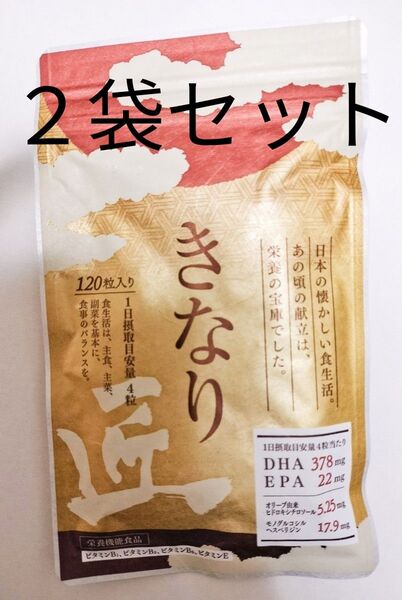 ２袋セット
日本の懐かしい食生活。
あの頃の献立は、
栄養の宝庫でした。
きなり
120粒入り
1日摂取目安量 4粒
食生活は、主食、主菜、
副菜を基本に、
食事のバランスを。
匠
1日摂取目安量4粒当たり
DHA 378mg
EPA 22mg
オリーブ由来
ヒドロキシチロソール 5.25mg
モノグルコシル
ヘスペリジン 17.9mg
栄養機能食品
ビタミンB₁、ビタミンB₂、ビタミンB₆、ビタミンE